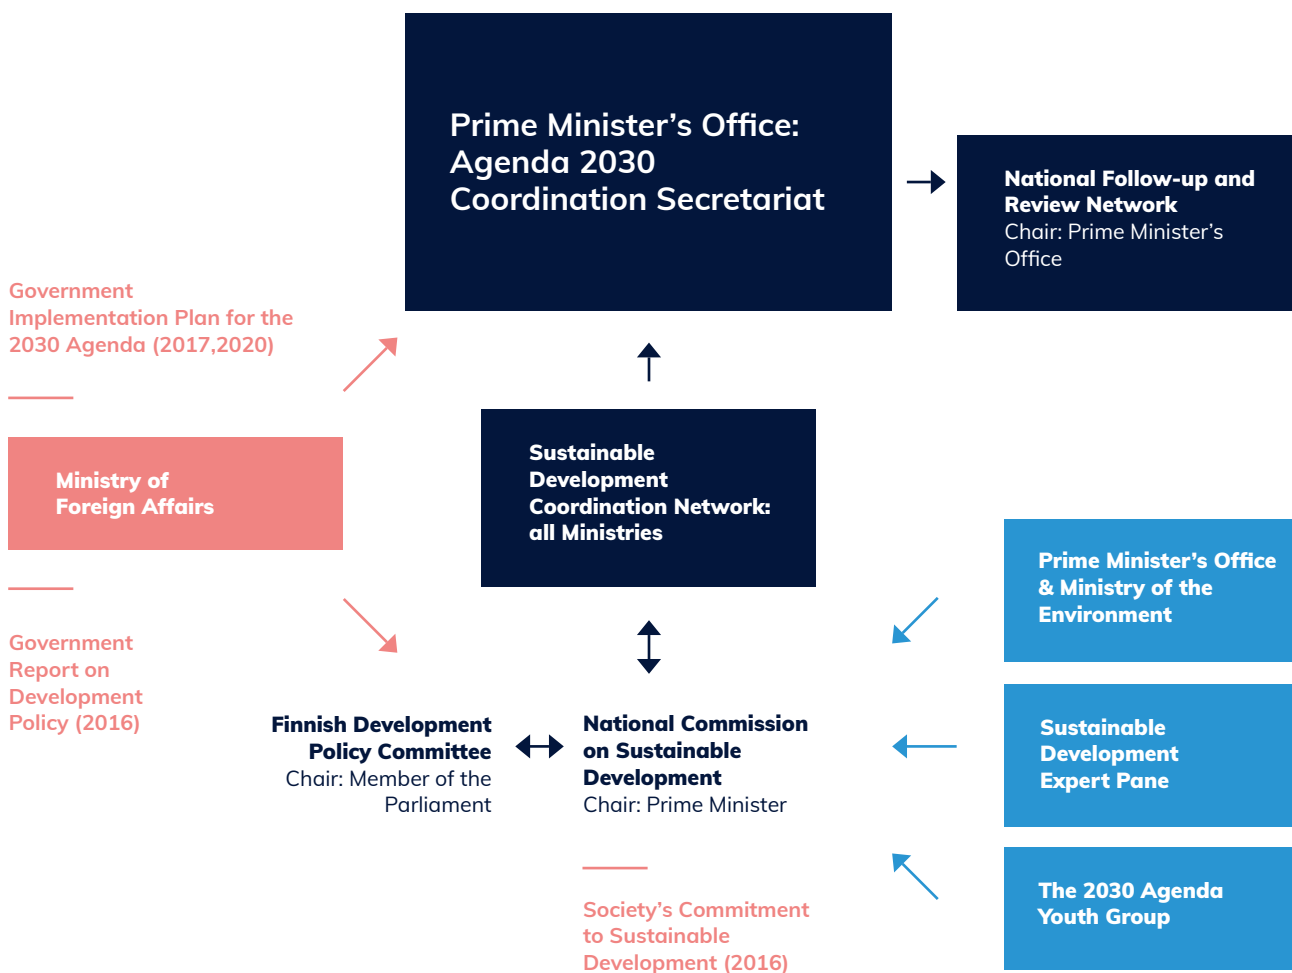 Prime Minister’s Office:
Agenda 2030
Coordination Secretariat
National Follow-up and
Review Network
Chair: Prime Minister’s
Office
Government
Implementation Plan for the
2030 Agenda (2017,2020)
Ministry of
Foreign Affairs
Government
Report on
Development
Policy (2016)
Sustainable
Development
Coordination Network:
all Ministries
Finnish Development
Policy Committee
Chair: Member of the
Parliament
National Commission
on Sustainable
Development
Chair: Prime Minister
Society’s Commitment
to Sustainable
Development (2016)
Prime Minister’s Office
& Ministry of the
Environment
Sustainable
Development
Expert Pane
The 2030 Agenda
Youth Group